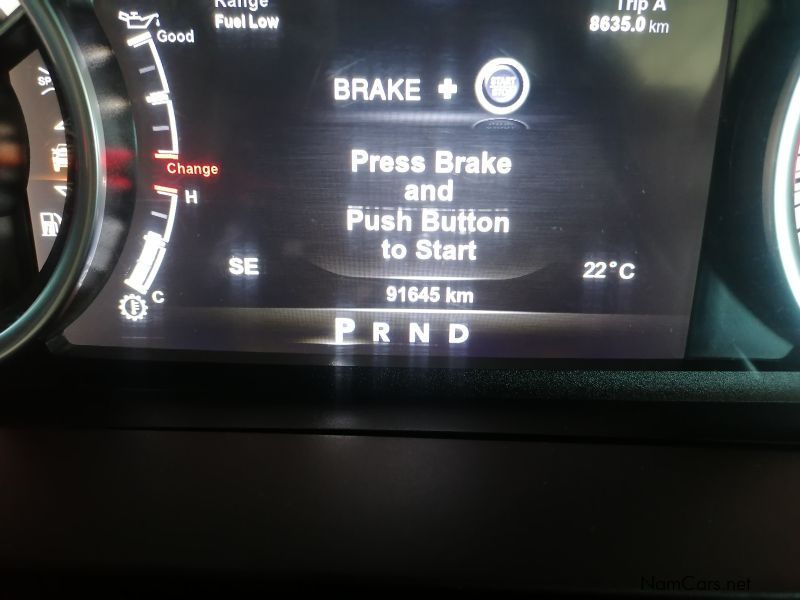 Range
Trip A
Fuel Low
8635.0 km
Good
BRAKE + START STOP
SP
Press Brake
Change
and
H
Push Button
to Start
SE
22°C
91645 km
C
P R N D
NamCars.net